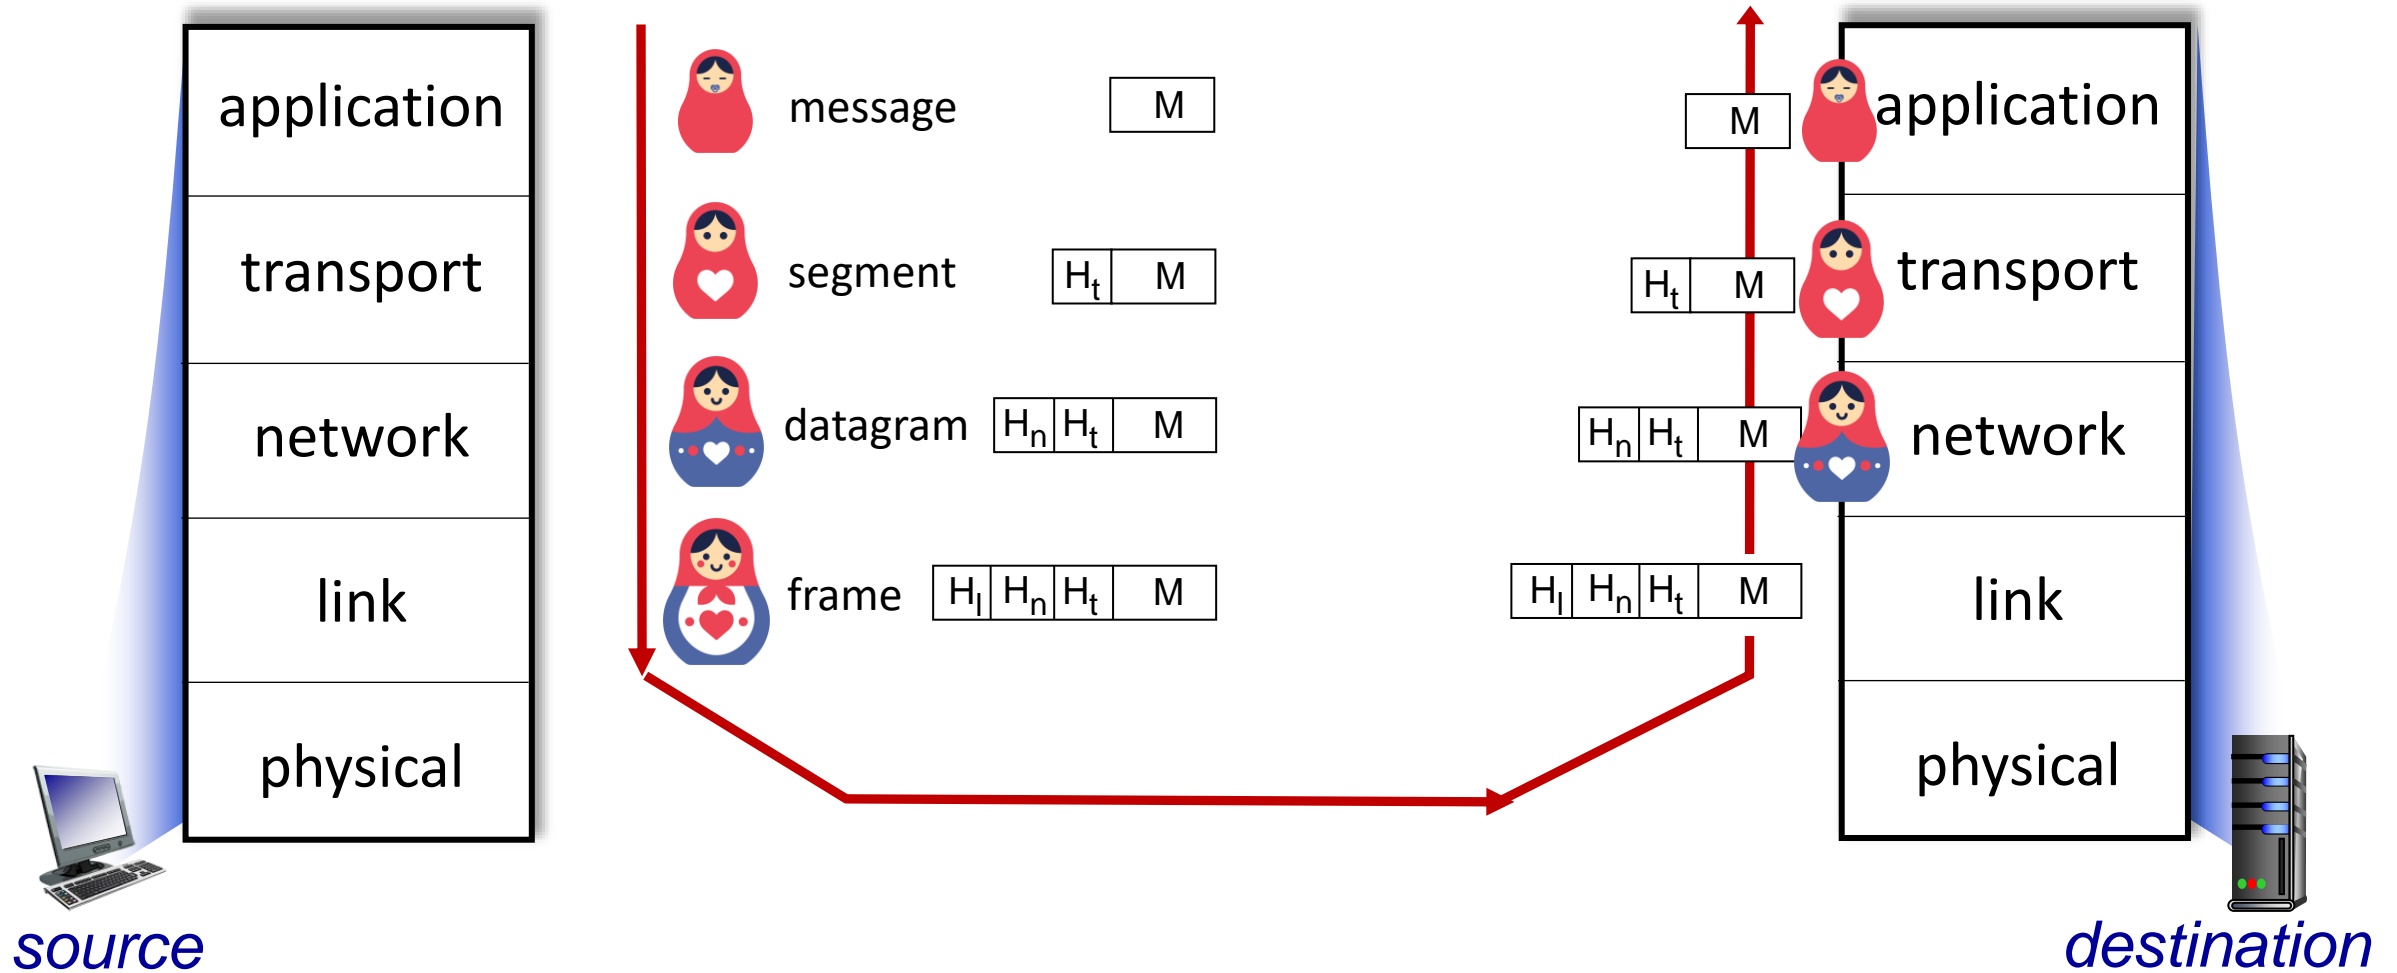 application
transport
network
link
physical
source
message M
segment Ht M
datagram Hn Ht M
frame Hl Hn Ht M
M
Ht M
Hn Ht M
Hl Hn Ht M
application
transport
network
link
physical
destination